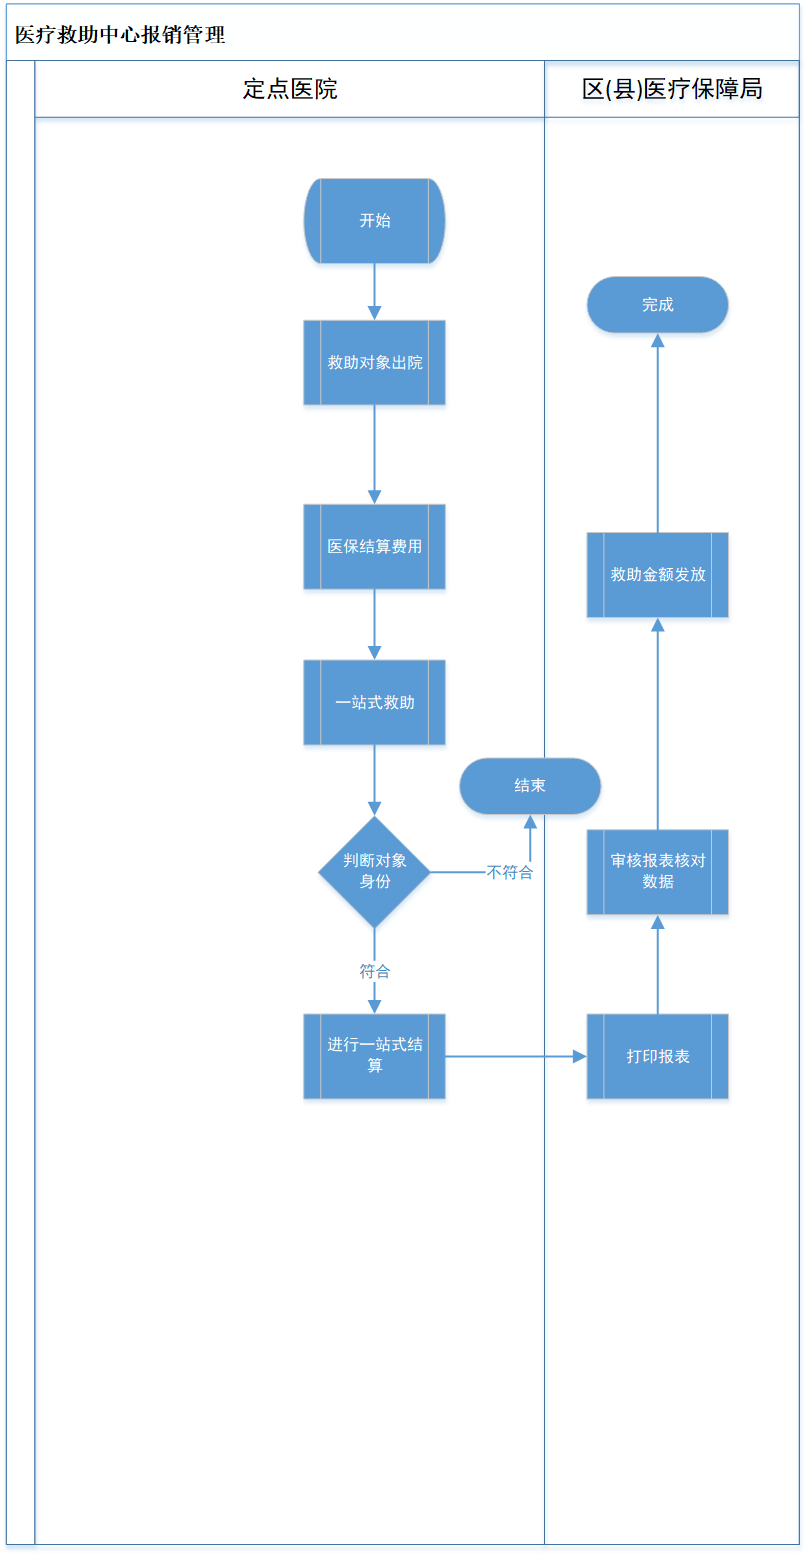 医疗救助中心报销管理
定点医院
区(县)医疗保障局
开始
救助对象出院
医保结算费用
一站式救助
结束
判断对象
身份
不符合
符合
进行一站式结
算
打印报表
审核报表核对
数据
救助金额发放
完成